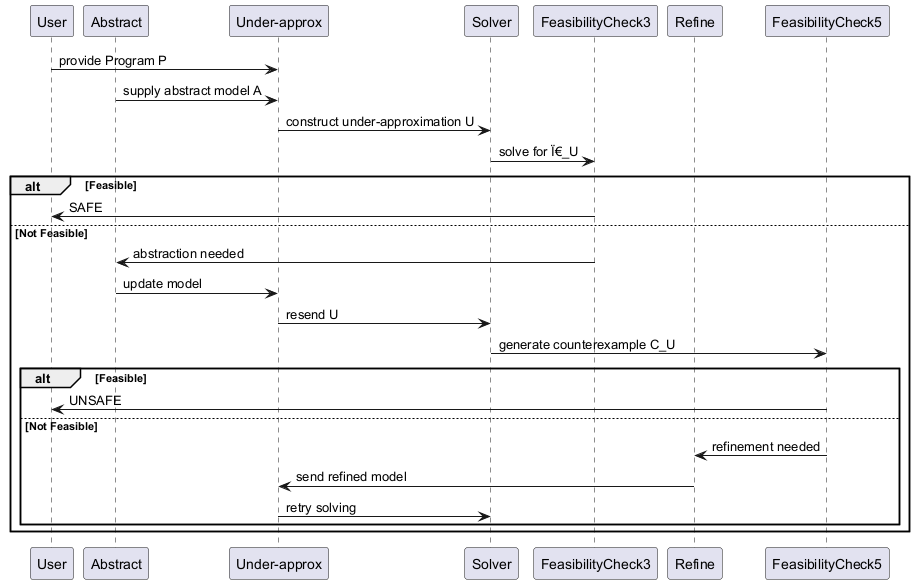 User Abstract Under-approx Solver FeasibilityCheck3 Refine FeasibilityCheck5
provide Program P
supply abstract model A
construct under-approximation U
solve for Ï€_U
alt [Feasible]
SAFE
[Not Feasible]
abstraction needed
update model
resend U
generate counterexample C_U
alt [Feasible]
UNSAFE
[Not Feasible]
refinement needed
send refined model
retry solving
User Abstract Under-approx Solver FeasibilityCheck3 Refine FeasibilityCheck5